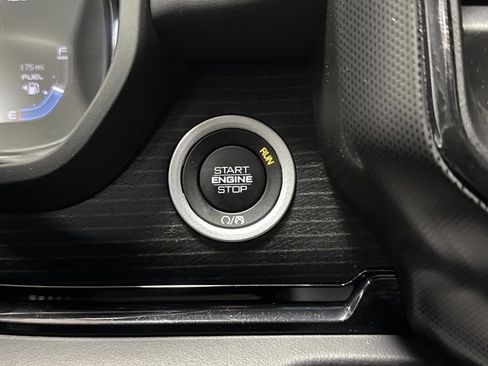 175 mi
FUEL
F
E
RUN
START
ENGINE
STOP